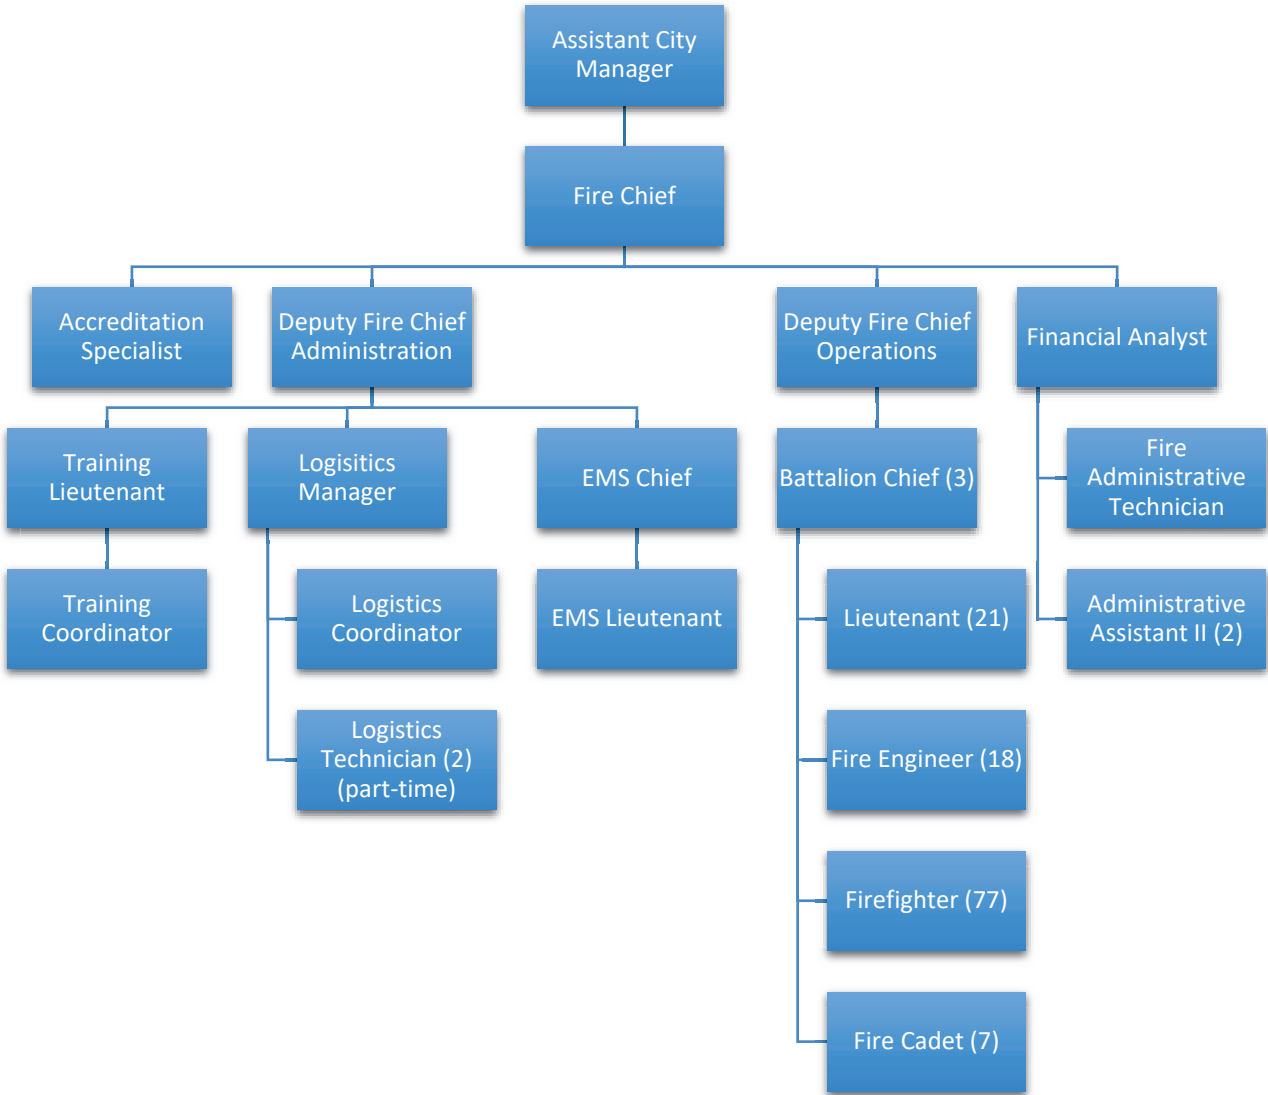 Assistant City
Manager
Fire Chief
Accreditation
Specialist
Deputy Fire Chief
Administration
Deputy Fire Chief
Operations
Financial Analyst
Training
Lieutenant
Logisitics
Manager
EMS Chief
Battalion Chief (3)
Fire
Administrative
Technician
Training
Coordinator
Logistics
Coordinator
EMS Lieutenant
Lieutenant (21)
Administrative
Assistant II (2)
Logistics
Technician (2)
(part-time)
Fire Engineer (18)
Firefighter (77)
Fire Cadet (7)